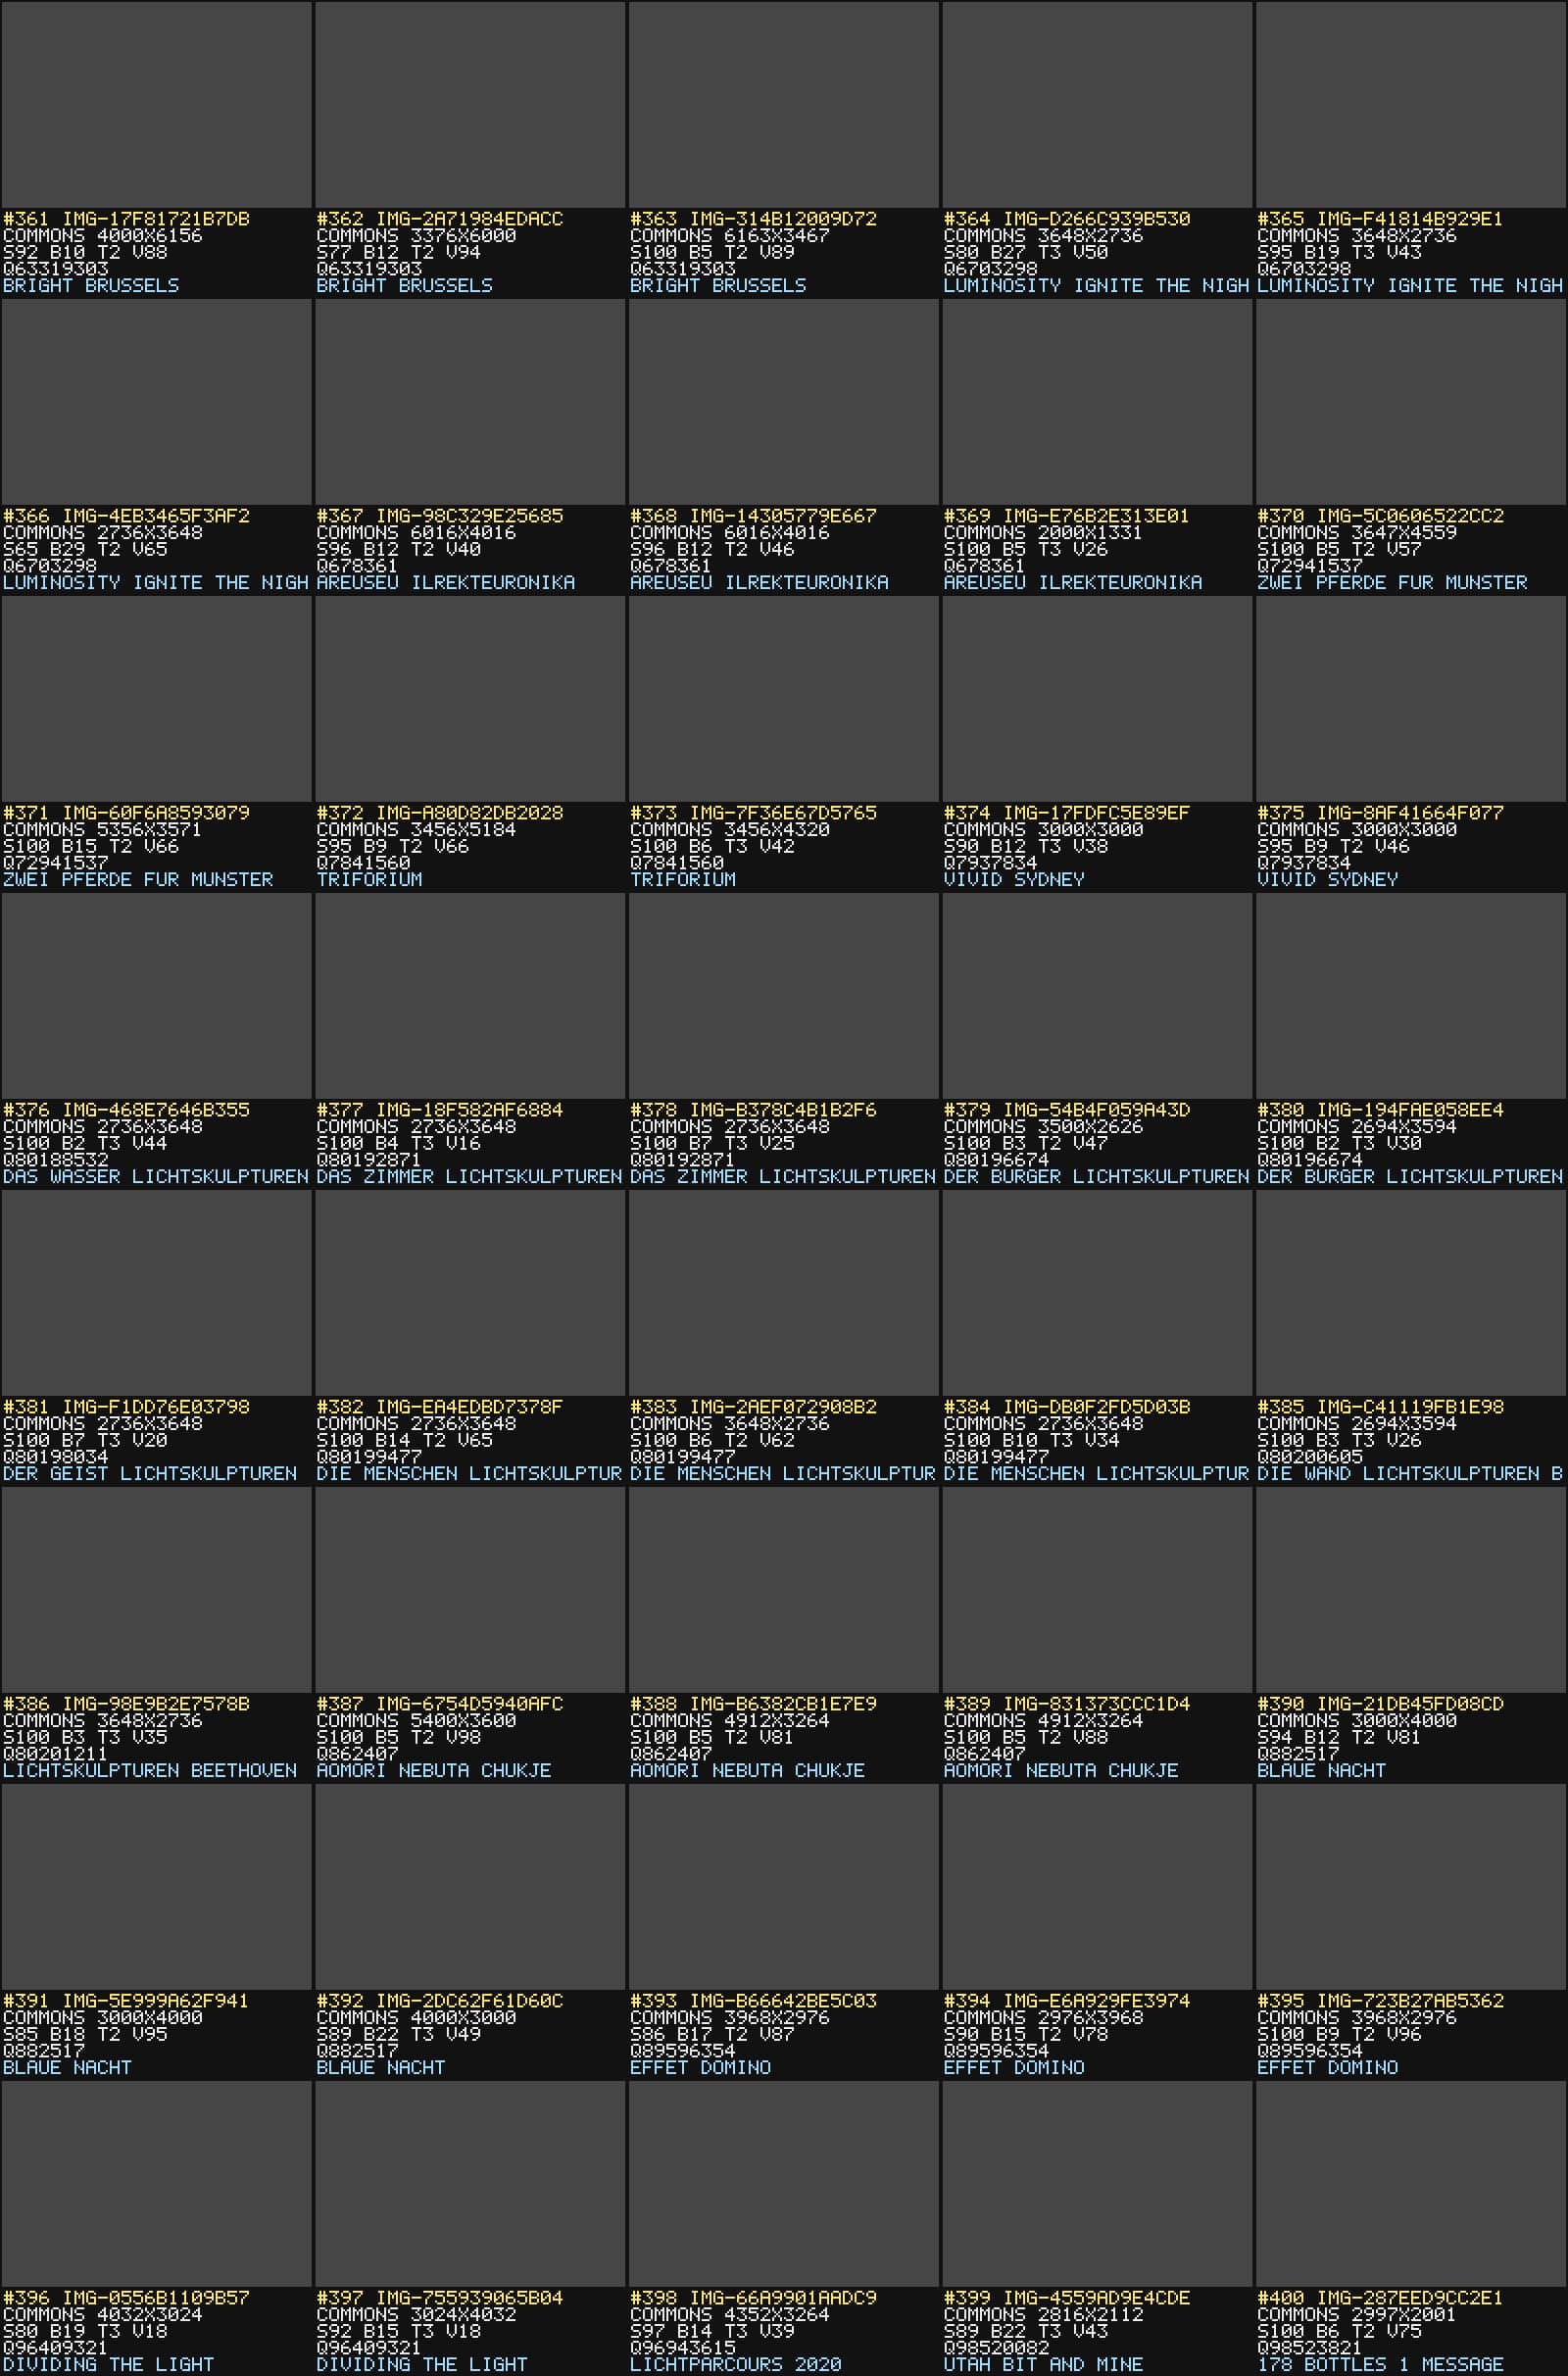 #361 IMG-17F81721B7DB
COMMONS 4000X6156
S92 B10 T2 V88
Q63319303
BRIGHT BRUSSELS
#362 IMG-2A71984EDACC
COMMONS 3376X6000
S77 B12 T2 V94
Q63319303
BRIGHT BRUSSELS
#363 IMG-314B12009D72
COMMONS 6163X3467
S100 B5 T2 V89
Q63319303
BRIGHT BRUSSELS
#364 IMG-D266C939B530
COMMONS 3648X2736
S80 B27 T3 V50
Q6703298
LUMINOSITY IGNITE THE NIGH
#365 IMG-F41814B929E1
COMMONS 3648X2736
S95 B19 T3 V43
Q6703298
LUMINOSITY IGNITE THE NIGH
#366 IMG-4EB3465F3AF2
COMMONS 2736X3648
S65 B29 T2 V65
Q6703298
LUMINOSITY IGNITE THE NIGH
#367 IMG-98C329E25685
COMMONS 6016X4016
S96 B12 T2 V40
Q678361
AREUSEU ILREKTEURONIKA
#368 IMG-14305779E667
COMMONS 6016X4016
S96 B12 T2 V46
Q678361
AREUSEU ILREKTEURONIKA
#369 IMG-E76B2E313E01
COMMONS 2000X1331
S100 B5 T3 V26
Q678361
AREUSEU ILREKTEURONIKA
#370 IMG-5C0606522CC2
COMMONS 3647X4559
S100 B5 T2 V57
Q72941537
ZWEI PFERDE FUR MUNSTER
#371 IMG-60F6A8593079
COMMONS 5356X3571
S100 B15 T2 V66
Q72941537
ZWEI PFERDE FUR MUNSTER
#372 IMG-A80D82DB2028
COMMONS 3456X5184
S95 B9 T2 V66
Q7841560
TRIFORIUM
#373 IMG-7F36E67D5765
COMMONS 3456X4320
S100 B6 T3 V42
Q7841560
TRIFORIUM
#374 IMG-17FDFC5E89EF
COMMONS 3000X3000
S90 B12 T3 V38
Q7937834
VIVID SYDNEY
#375 IMG-8AF41664F077
COMMONS 3000X3000
S95 B9 T2 V46
Q7937834
VIVID SYDNEY
#376 IMG-468E7646B355
COMMONS 2736X3648
S100 B2 T3 V44
Q80188532
DAS WASSER LICHTSKULPTUREN
#377 IMG-18F582AF6884
COMMONS 2736X3648
S100 B4 T3 V16
Q80192871
DAS ZIMMER LICHTSKULPTUREN
#378 IMG-B378C4B1B2F6
COMMONS 2736X3648
S100 B7 T3 V25
Q80192871
DAS ZIMMER LICHTSKULPTUREN
#379 IMG-54B4F059A43D
COMMONS 3500X2626
S100 B3 T2 V47
Q80196674
DER BURGER LICHTSKULPTUREN
#380 IMG-194FAE058EE4
COMMONS 2694X3594
S100 B2 T3 V30
Q80196674
DER BURGER LICHTSKULPTUREN
#381 IMG-F1DD76E03798
COMMONS 2736X3648
S100 B7 T3 V20
Q80198034
DER GEIST LICHTSKULPTUREN
#382 IMG-EA4EDBD7378F
COMMONS 2736X3648
S100 B14 T2 V65
Q80199477
DIE MENSCHEN LICHTSKULPTUR
#383 IMG-2AEF072908B2
COMMONS 3648X2736
S100 B6 T2 V62
Q80199477
DIE MENSCHEN LICHTSKULPTUR
#384 IMG-DB0F2FD5D03B
COMMONS 2736X3648
S100 B10 T3 V34
Q80199477
DIE MENSCHEN LICHTSKULPTUR
#385 IMG-C41119FB1E98
COMMONS 2694X3594
S100 B3 T3 V26
Q80200605
DIE WAND LICHTSKULPTUREN B
#386 IMG-98E9B2E7578B
COMMONS 3648X2736
S100 B3 T3 V35
Q80201211
LICHTSKULPTUREN BEETHOVEN
#387 IMG-6754D5940AFC
COMMONS 5400X3600
S100 B5 T2 V98
Q862407
AOMORI NEBUTA CHUKJE
#388 IMG-B6382CB1E7E9
COMMONS 4912X3264
S100 B5 T2 V81
Q862407
AOMORI NEBUTA CHUKJE
#389 IMG-831373CCC1D4
COMMONS 4912X3264
S100 B5 T2 V88
Q862407
AOMORI NEBUTA CHUKJE
#390 IMG-21DB45FD08CD
COMMONS 3000X4000
S94 B12 T2 V81
Q882517
BLAUE NACHT
#391 IMG-5E999A62F941
COMMONS 3000X4000
S85 B18 T2 V95
Q882517
BLAUE NACHT
#392 IMG-2DC62F61D60C
COMMONS 4000X3000
S89 B22 T3 V49
Q882517
BLAUE NACHT
#393 IMG-B66642BE5C03
COMMONS 3968X2976
S86 B17 T2 V87
Q89596354
EFFET DOMINO
#394 IMG-E6A929FE3974
COMMONS 2976X3968
S90 B15 T2 V78
Q89596354
EFFET DOMINO
#395 IMG-723B27AB5362
COMMONS 3968X2976
S100 B9 T2 V96
Q89596354
EFFET DOMINO
#396 IMG-0556B1109B57
COMMONS 4032X3024
S80 B19 T3 V18
Q96409321
DIVIDING THE LIGHT
#397 IMG-755939065B04
COMMONS 3024X4032
S92 B15 T3 V18
Q96409321
DIVIDING THE LIGHT
#398 IMG-66A9901AADC9
COMMONS 4352X3264
S97 B14 T3 V39
Q96943615
LICHTPARCOURS 2020
#399 IMG-4559AD9E4CDE
COMMONS 2816X2112
S89 B22 T3 V43
Q98520082
UTAH BIT AND MINE
#400 IMG-287EED9CC2E1
COMMONS 2997X2001
S100 B6 T2 V75
Q98523821
178 BOTTLES 1 MESSAGE